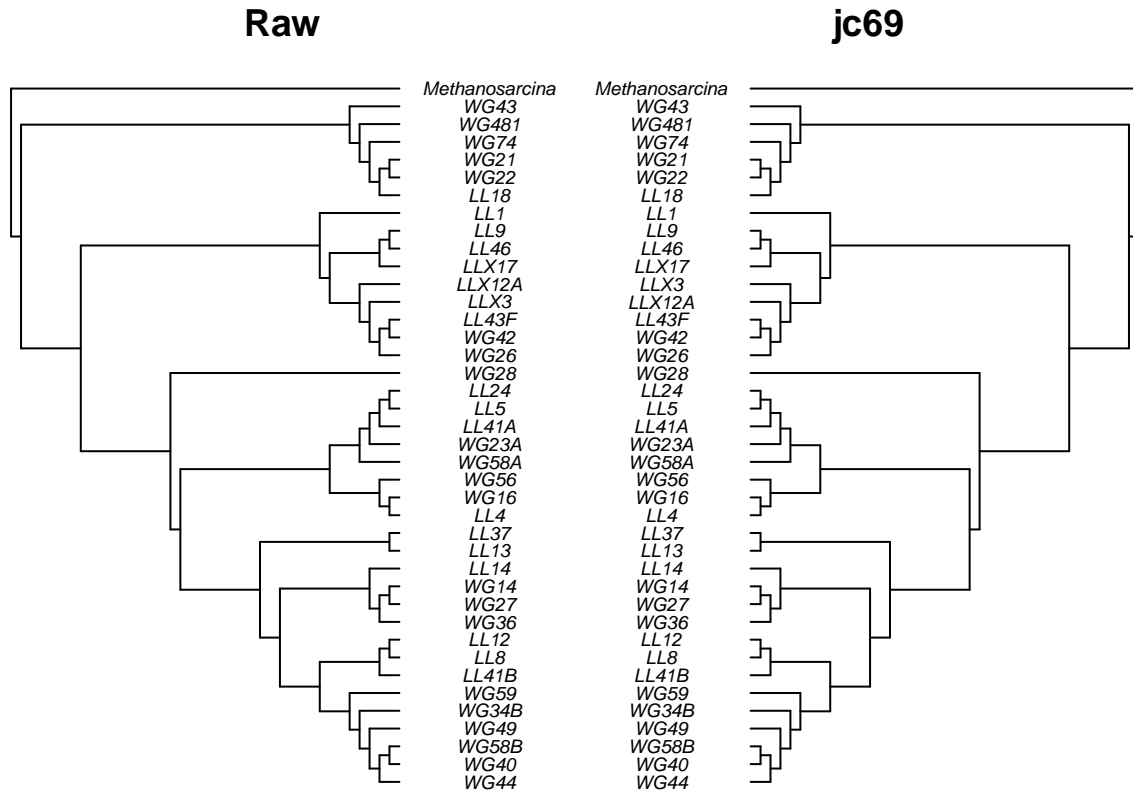 Raw jc69
Methanosarcina Methanosarcina
WG43 WG43
WG481 WG481
WG74 WG74
WG21 WG21
WG22 WG22
LL18 LL18
LL1 LL1
LL9 LL9
LL46 LL46
LLX17 LLX17
LLX12A LLX3
LLX3 LLX12A
LL43F LL43F
WG42 WG42
WG26 WG26
WG28 WG28
LL24 LL24
LL5 LL5
LL41A LL41A
WG23A WG23A
WG58A WG58A
WG56 WG56
WG16 WG16
LL4 LL4
LL37 LL37
LL13 LL13
LL14 LL14
WG14 WG14
WG27 WG27
WG36 WG36
LL12 LL12
LL8 LL8
LL41B LL41B
WG59 WG59
WG34B WG34B
WG49 WG49
WG58B WG58B
WG40 WG40
WG44 WG44